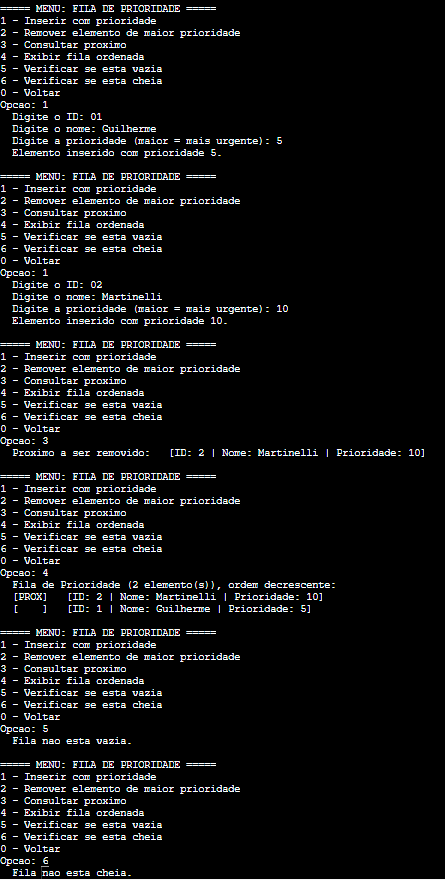 ===== MENU: FILA DE PRIORIDADE =====
1 - Inserir com prioridade
2 - Remover elemento de maior prioridade
3 - Consultar proximo
4 - Exibir fila ordenada
5 - Verificar se esta vazia
6 - Verificar se esta cheia
0 - Voltar
Opcao: 1
  Digite o ID: 01
  Digite o nome: Guilherme
  Digite a prioridade (maior = mais urgente): 5
  Elemento inserido com prioridade 5.

===== MENU: FILA DE PRIORIDADE =====
1 - Inserir com prioridade
2 - Remover elemento de maior prioridade
3 - Consultar proximo
4 - Exibir fila ordenada
5 - Verificar se esta vazia
6 - Verificar se esta cheia
0 - Voltar
Opcao: 1
  Digite o ID: 02
  Digite o nome: Martinelli
  Digite a prioridade (maior = mais urgente): 10
  Elemento inserido com prioridade 10.

===== MENU: FILA DE PRIORIDADE =====
1 - Inserir com prioridade
2 - Remover elemento de maior prioridade
3 - Consultar proximo
4 - Exibir fila ordenada
5 - Verificar se esta vazia
6 - Verificar se esta cheia
0 - Voltar
Opcao: 3
  Proximo a ser removido:   [ID: 2 | Nome: Martinelli | Prioridade: 10]

===== MENU: FILA DE PRIORIDADE =====
1 - Inserir com prioridade
2 - Remover elemento de maior prioridade
3 - Consultar proximo
4 - Exibir fila ordenada
5 - Verificar se esta vazia
6 - Verificar se esta cheia
0 - Voltar
Opcao: 4
  Fila de Prioridade (2 elemento(s)), ordem decrescente:
  [PROX]   [ID: 2 | Nome: Martinelli | Prioridade: 10]
  [    ]   [ID: 1 | Nome: Guilherme | Prioridade: 5]

===== MENU: FILA DE PRIORIDADE =====
1 - Inserir com prioridade
2 - Remover elemento de maior prioridade
3 - Consultar proximo
4 - Exibir fila ordenada
5 - Verificar se esta vazia
6 - Verificar se esta cheia
0 - Voltar
Opcao: 5
  Fila nao esta vazia.

===== MENU: FILA DE PRIORIDADE =====
1 - Inserir com prioridade
2 - Remover elemento de maior prioridade
3 - Consultar proximo
4 - Exibir fila ordenada
5 - Verificar se esta vazia
6 - Verificar se esta cheia
0 - Voltar
Opcao: 6
  Fila nao esta cheia.